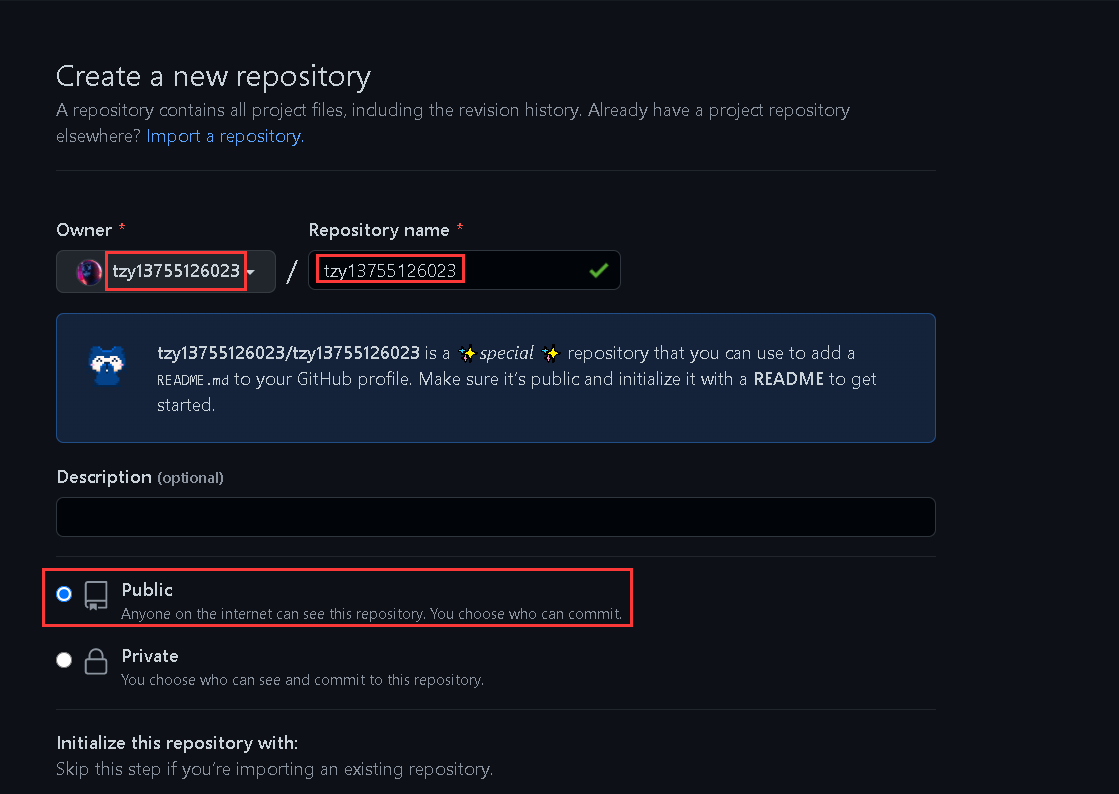 Create a new repository
A repository contains all project files, including the revision history. Already have a project repository
elsewhere? Import a repository.
Owner * Repository name *
tzy13755126023 / tzy13755126023
tzy13755126023/tzy13755126023 is a ✨ special ✨ repository that you can use to add a
README.md to your GitHub profile. Make sure it’s public and initialize it with a README to get
started.
Description (optional)
Public
Anyone on the internet can see this repository. You choose who can commit.
Private
You choose who can see and commit to this repository.
Initialize this repository with:
Skip this step if you’re importing an existing repository.